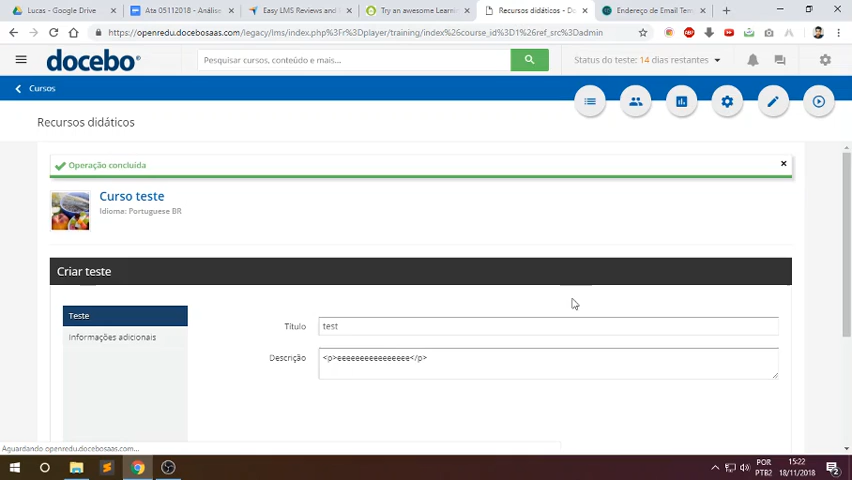 Lucas - Google Drive
Ata 05112018 - Análise
Easy LMS Reviews and
Try an awesome Learn
Recursos didáticos - Do
Endereço de Email Tem
https://openredu.docebosaas.com/legacy/lms/index.php%3Fr%3Dplayer/training/index%26course_id%3D1%26ref_src%3Dadmin
docebo
Pesquisar cursos, conteúdo e mais...
Status do teste: 14 dias restantes
Cursos
Recursos didáticos
Operação concluída
Curso teste
Idioma: Portuguese BR
Criar teste
Teste
Informações adicionais
Título
test
Descrição
<p>eeeeeeeeeeeeeeee</p>
Aguardando openredu.docebosaas.com...
POR
PTB2
15:22
18/11/2018
2